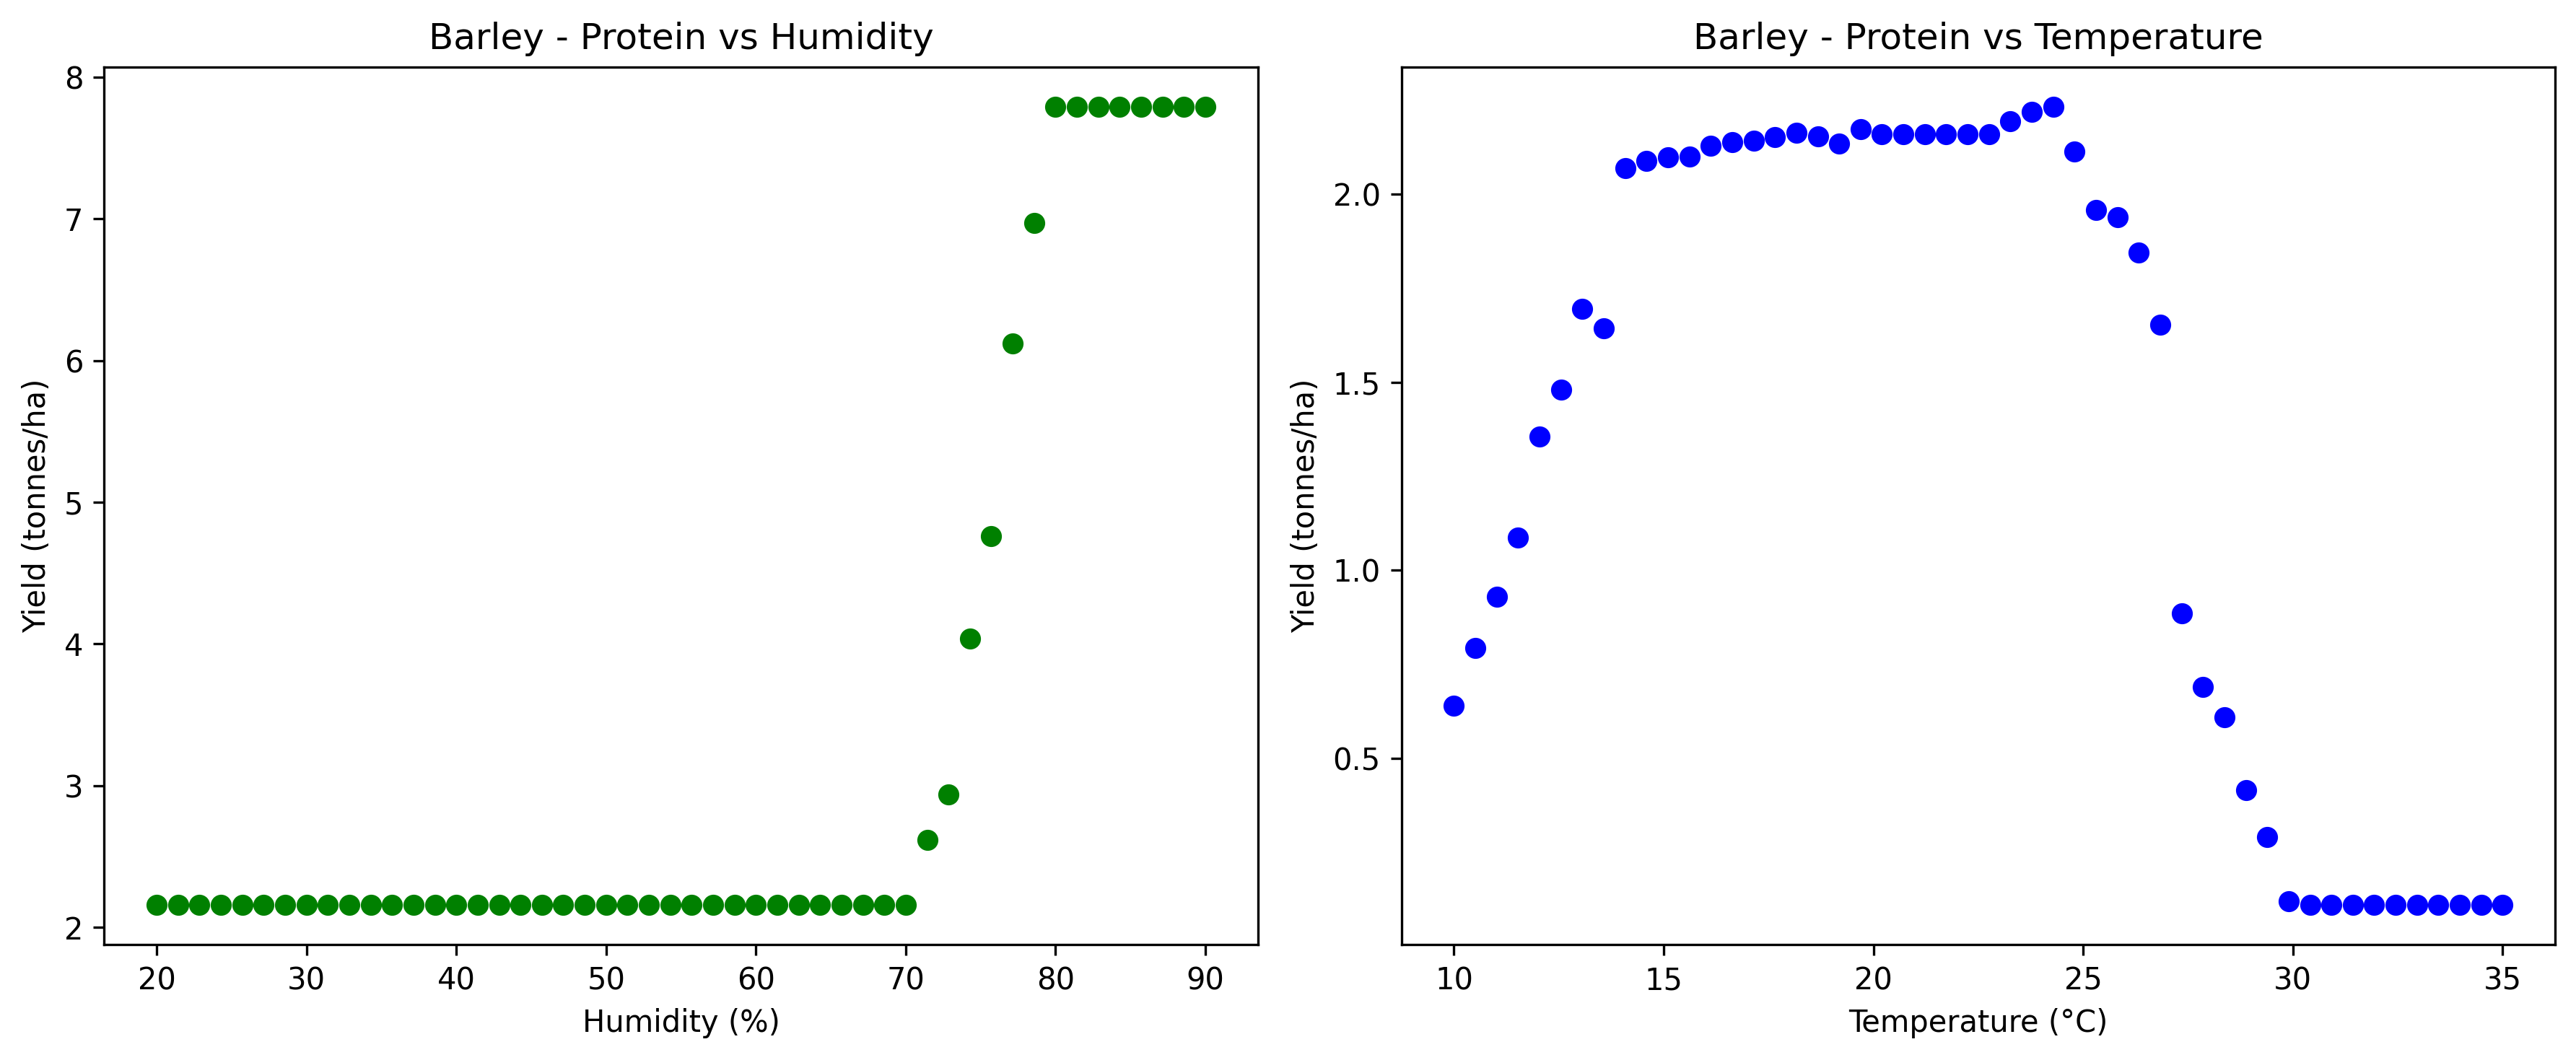 Barley - Protein vs Humidity
8
7
6
5
4
3
2
Yield (tonnes/ha)
20 30 40 50 60 70 80 90
Humidity (%)
Barley - Protein vs Temperature
2.0
1.5
1.0
0.5
Yield (tonnes/ha)
10 15 20 25 30 35
Temperature (°C)